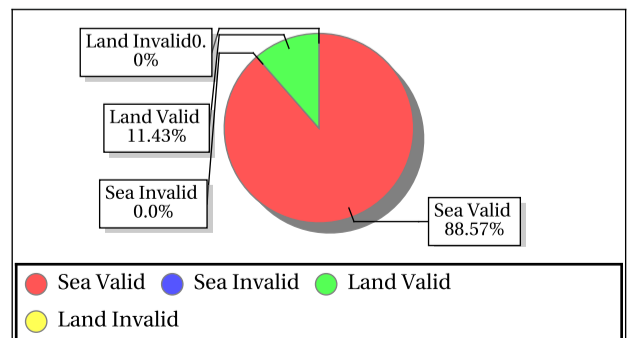 Land Invalid0.
0%
Land Valid
11.43%
Sea Invalid
0.0%
Sea Valid
88.57%
Sea Valid
Sea Invalid
Land Valid
Land Invalid